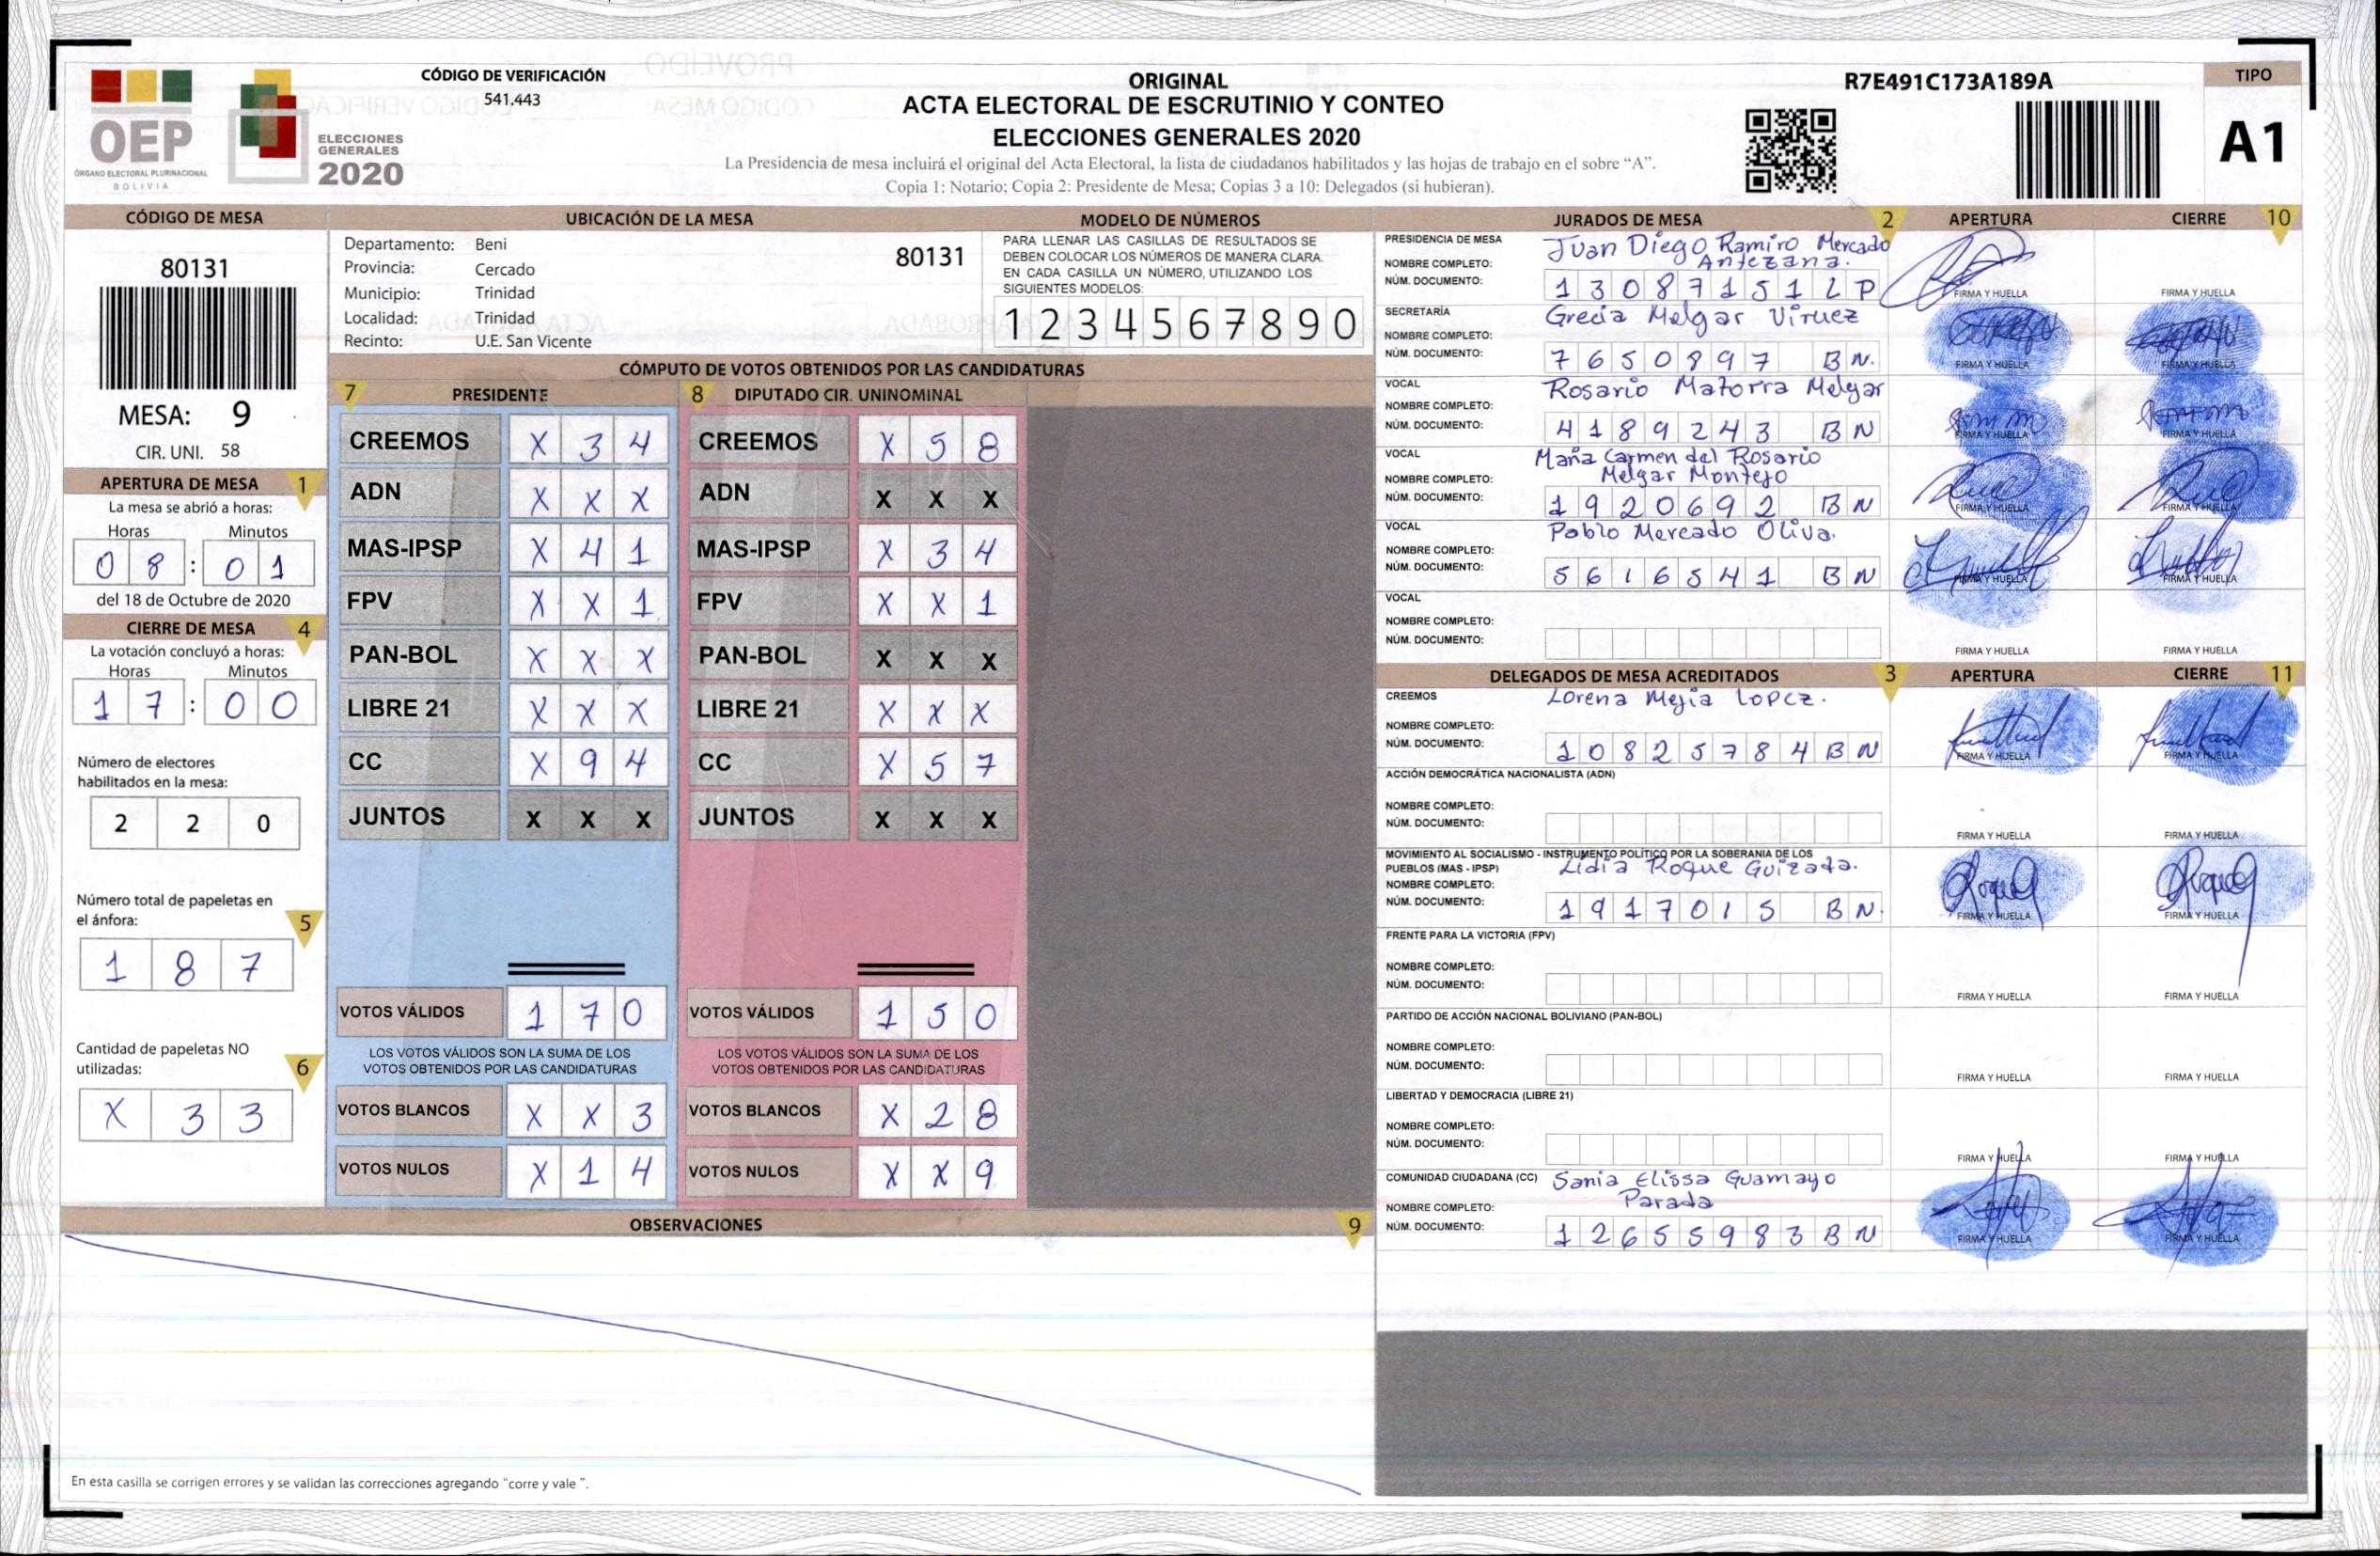 CÓDIGO DE VERIFICACIÓN
541.443
OEP
ÓRGANO ELECTORAL PLURINACIONAL
BOLIVIA
ELECCIONES
GENERALES
2020
ORIGINAL
ACTA ELECTORAL DE ESCRUTINIO Y CONTEO
ELECCIONES GENERALES 2020
La Presidencia de mesa incluirá el original del Acta Electoral, la lista de ciudadanos habilitados y las hojas de trabajo en el sobre “A”.
Copia 1: Notario; Copia 2: Presidente de Mesa; Copias 3 a 10: Delegados (si hubieran).
R7E491C173A189A
TIPO
A1
CÓDIGO DE MESA
80131
MESA: 9
CIR. UNI. 58
APERTURA DE MESA 1
La mesa se abrió a horas:
Horas Minutos
0 8 : 0 1
del 18 de Octubre de 2020
CIERRE DE MESA 4
La votación concluyó a horas:
Horas Minutos
1 7 : 0 0
Número de electores
habilitados en la mesa:
2 2 0
Número total de papeletas en
el ánfora: 5
1 8 7
Cantidad de papeletas NO
utilizadas: 6
X 3 3
UBICACIÓN DE LA MESA
Departamento: Beni
80131
Provincia: Cercado
Municipio: Trinidad
Localidad: Trinidad
Recinto: U.E. San Vicente
MODELO DE NÚMEROS
PARA LLENAR LAS CASILLAS DE RESULTADOS SE
DEBEN COLOCAR LOS NÚMEROS DE MANERA CLARA.
EN CADA CASILLA UN NÚMERO, UTILIZANDO LOS
SIGUIENTES MODELOS:
1 2 3 4 5 6 7 8 9 0
CÓMPUTO DE VOTOS OBTENIDOS POR LAS CANDIDATURAS
7 PRESIDENTE
CREEMOS X 3 4
ADN X X X
MAS-IPSP X 4 1
FPV X X 1
PAN-BOL X X X
LIBRE 21 X X X
CC X 9 4
JUNTOS X X X
VOTOS VÁLIDOS 1 7 0
LOS VOTOS VÁLIDOS SON LA SUMA DE LOS
VOTOS OBTENIDOS POR LAS CANDIDATURAS
VOTOS BLANCOS X X 3
VOTOS NULOS X 1 4
8 DIPUTADO CIR. UNINOMINAL
CREEMOS X 5 8
ADN X X X
MAS-IPSP X 3 4
FPV X X 1
PAN-BOL X X X
LIBRE 21 X X X
CC X 5 7
JUNTOS X X X
VOTOS VÁLIDOS 1 5 0
LOS VOTOS VÁLIDOS SON LA SUMA DE LOS
VOTOS OBTENIDOS POR LAS CANDIDATURAS
VOTOS BLANCOS X 2 8
VOTOS NULOS X X 9
OBSERVACIONES 9
En esta casilla se corrigen errores y se validan las correcciones agregando “corre y vale ”.
JURADOS DE MESA 2 APERTURA CIERRE 10
PRESIDENCIA DE MESA Juan Diego Ramiro Mercado
NOMBRE COMPLETO: Antezana.
NÚM. DOCUMENTO: 1 3 0 8 7 1 5 1 L P
FIRMA Y HUELLA FIRMA Y HUELLA
SECRETARÍA Grecia Melgar Viruez
NOMBRE COMPLETO:
NÚM. DOCUMENTO: 7 6 5 0 8 9 7 B N.
FIRMA Y HUELLA FIRMA Y HUELLA
VOCAL Rosario Matorra Melgar
NOMBRE COMPLETO:
NÚM. DOCUMENTO: 4 1 8 9 2 4 3 B N
FIRMA Y HUELLA FIRMA Y HUELLA
VOCAL Maria Carmen del Rosario
NOMBRE COMPLETO: Melgar Montejo
NÚM. DOCUMENTO: 1 9 2 0 6 9 2 B N
FIRMA Y HUELLA FIRMA Y HUELLA
VOCAL Pablo Mercado Oliva.
NOMBRE COMPLETO:
NÚM. DOCUMENTO: 5 6 1 6 5 4 1 B N
FIRMA Y HUELLA FIRMA Y HUELLA
VOCAL
NOMBRE COMPLETO:
NÚM. DOCUMENTO:
FIRMA Y HUELLA FIRMA Y HUELLA
DELEGADOS DE MESA ACREDITADOS 3 APERTURA CIERRE 11
CREEMOS Lorena Mejia Lopez.
NOMBRE COMPLETO:
NÚM. DOCUMENTO: 1 0 8 2 5 7 8 4 B N
FIRMA Y HUELLA FIRMA Y HUELLA
ACCIÓN DEMOCRÁTICA NACIONALISTA (ADN)
NOMBRE COMPLETO:
NÚM. DOCUMENTO:
FIRMA Y HUELLA FIRMA Y HUELLA
MOVIMIENTO AL SOCIALISMO - INSTRUMENTO POLÍTICO POR LA SOBERANIA DE LOS
PUEBLOS (MAS - IPSP) Lidia Roque Guizada.
NOMBRE COMPLETO:
NÚM. DOCUMENTO: 1 9 1 7 0 1 5 B N.
FIRMA Y HUELLA FIRMA Y HUELLA
FRENTE PARA LA VICTORIA (FPV)
NOMBRE COMPLETO:
NÚM. DOCUMENTO:
FIRMA Y HUELLA FIRMA Y HUELLA
PARTIDO DE ACCIÓN NACIONAL BOLIVIANO (PAN-BOL)
NOMBRE COMPLETO:
NÚM. DOCUMENTO:
FIRMA Y HUELLA FIRMA Y HUELLA
LIBERTAD Y DEMOCRACIA (LIBRE 21)
NOMBRE COMPLETO:
NÚM. DOCUMENTO:
FIRMA Y HUELLA FIRMA Y HUELLA
COMUNIDAD CIUDADANA (CC) Sania Elissa Guamayo
Parada
NOMBRE COMPLETO:
NÚM. DOCUMENTO: 1 2 6 5 5 9 8 3 B N
FIRMA Y HUELLA FIRMA Y HUELLA